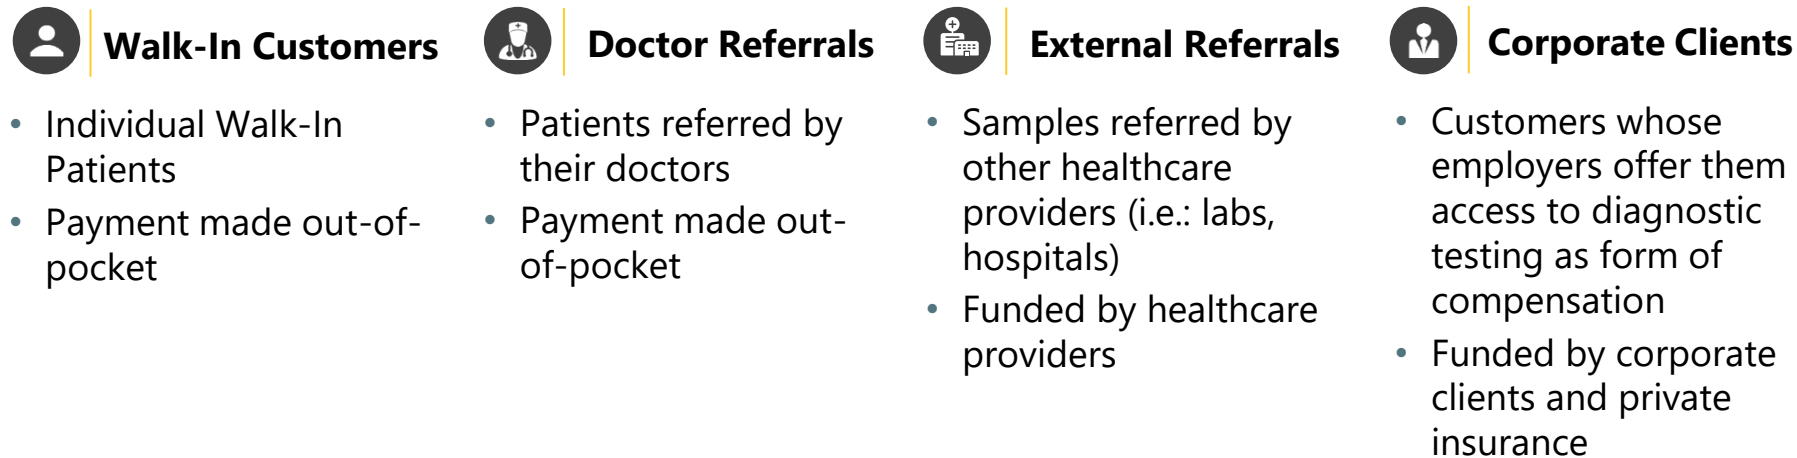 Walk-In Customers
• Individual Walk-In
Patients
• Payment made out-of-
pocket
Doctor Referrals
• Patients referred by
their doctors
• Payment made out-
of-pocket
External Referrals
• Samples referred by
other healthcare
providers (i.e.: labs,
hospitals)
• Funded by healthcare
providers
Corporate Clients
• Customers whose
employers offer them
access to diagnostic
testing as form of
compensation
• Funded by corporate
clients and private
insurance